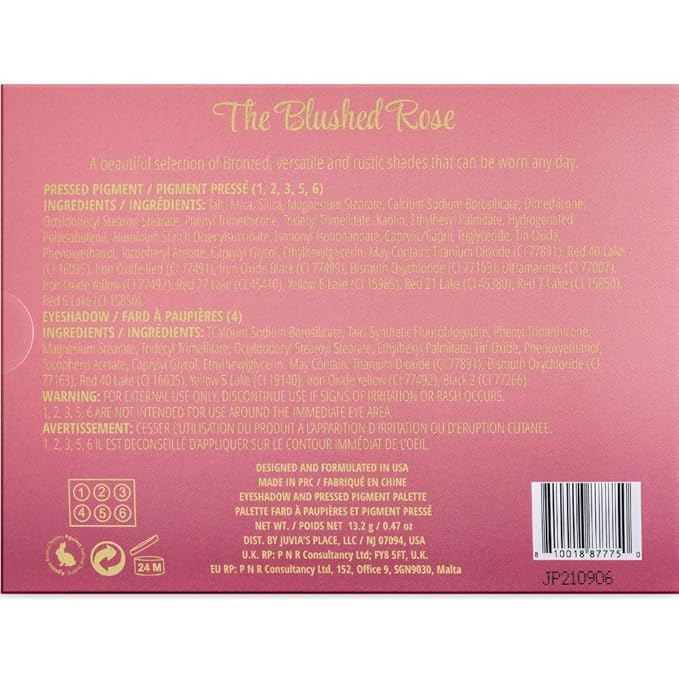 The Blushed Rose
A beautiful selection of Bronzed, versatile and rustic shades that can be worn any day.
PRESSED PIGMENT / PIGMENT PRESSÉ (1, 2, 3, 5, 6)
INGREDIENTS / INGRÉDIENTS: Talc, Mica, Silica, Magnesium Stearate, Calcium Sodium Borosilicate, Dimethicone,
Octyldodecyl Stearoyl Stearate, Phenyl Trimethicone, Tridecyl Trimellitate, Kaolin, Ethylhexyl Palmitate, Hydrogenated
Polyisobutene, Aluminum Starch Octenylsuccinate, Isononyl Isononanoate, Caprylic/Capric Triglyceride, Tin Oxide,
Phenoxyethanol, Tocopheryl Acetate, Caprylyl Glycol, Ethylhexylglycerin, May Contain: Titanium Dioxide (CI 77891), Red 40 Lake
(CI 16035), Iron Oxide Red (CI 77491), Iron Oxide Black (CI 77499), Bismuth Oxychloride (CI 77163), Ultramarines (CI 77007),
Iron Oxide Yellow (CI 77492), Red 27 Lake (CI 45410), Yellow 6 Lake (CI 15985), Red 21 Lake (CI 45380), Red 7 Lake (CI 15850),
Red 6 Lake (CI 15850).
EYESHADOW / FARD À PAUPIÈRES (4)
INGREDIENTS / INGRÉDIENTS: TCalcium Sodium Borosilicate, Talc, Synthetic Fluorphlogopite, Phenyl Trimethicone,
Magnesium Stearate, Tridecyl Trimellitate, Octyldodecyl Stearoyl Stearate, Ethylhexyl Palmitate, Tin Oxide, Phenoxyethanol,
Tocopheryl Acetate, Caprylyl Glycol, Ethylhexylglycerin, May Contain, Titanium Dioxide (CI 77891), Bismuth Oxychloride (CI
77163), Red 40 Lake (CI 16035), Yellow 5 Lake (CI 19140), Iron Oxide Yellow (CI 77492), Black 2 (CI 77266).
WARNING: FOR EXTERNAL USE ONLY, DISCONTINUE USE IF SIGNS OF IRRITATION OR RASH OCCURS.
1, 2, 3, 5, 6 ARE NOT INTENDED FOR USE AROUND THE IMMEDIATE EYE AREA.
AVERTISSEMENT: CESSER L'UTILISATION DU PRODUIT A L'APPARITION D'IRRITATION OU D'ERUPTION CUTANEE.
1, 2, 3, 5, 6 IL EST DECONSEILLÉ D'APPLIQUER SUR LE CONTOUR IMMÉDIAT DE L'OEIL.
DESIGNED AND FORMULATED IN USA
MADE IN PRC / FABRIQUÉ EN CHINE
EYESHADOW AND PRESSED PIGMENT PALETTE
PALETTE FARD À PAUPIÈRES ET PIGMENT PRESSÉ
NET WT. / POIDS NET 13.2 g / 0.47 oz
DIST. BY JUVIA'S PLACE, LLC / NJ 07094, USA
U.K. RP: P N R Consultancy Ltd; FY8 5FT, U.K.
EU RP: P N R Consultancy Ltd, 152, Office 9, SGN9030, Malta
1 2 3
4 5 6
24 M
8 10018 87775 0
JP210906